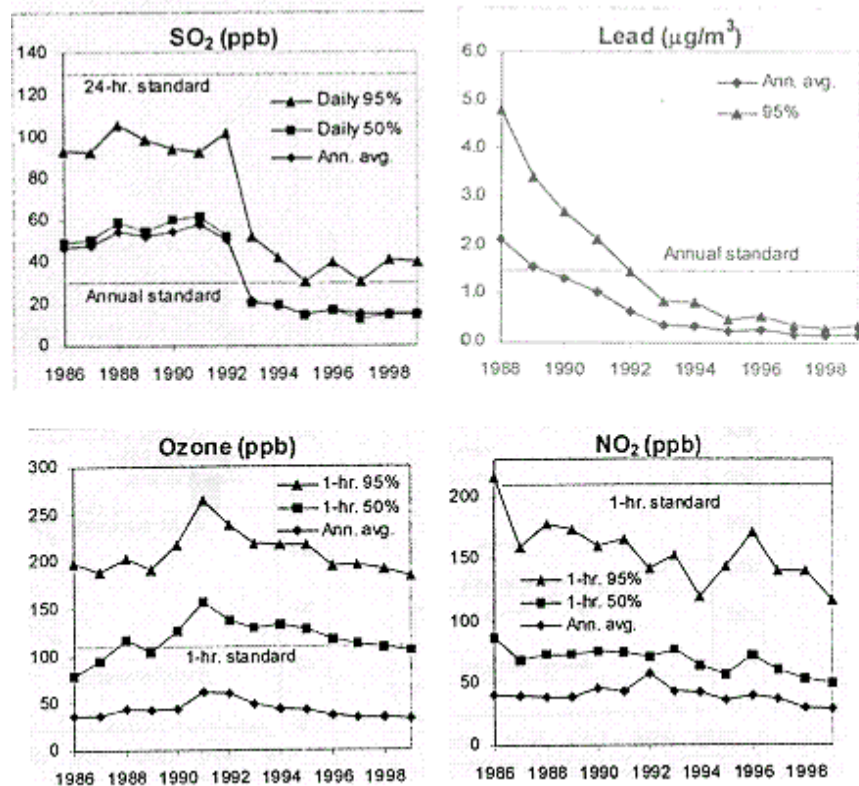 SO₂ (ppb)
140
120
100
80
60
40
20
0
24-hr. standard
Daily 95%
Daily 50%
Ann. avg.
Annual standard
1986 1988 1990 1992 1994 1996 1998
Lead (µg/m³)
6.0
5.0
4.0
3.0
2.0
1.0
0.0
Ann. avg.
95%
Annual standard
1988 1990 1992 1994 1996 1998
Ozone (ppb)
300
250
200
150
100
50
0
1-hr. 95%
1-hr. 50%
Ann. avg.
1-hr. standard
1986 1988 1990 1992 1994 1996 1998
NO₂ (ppb)
200
150
100
50
0
1-hr. standard
1-hr. 95%
1-hr. 50%
Ann. avg.
1986 1988 1990 1992 1994 1996 1998